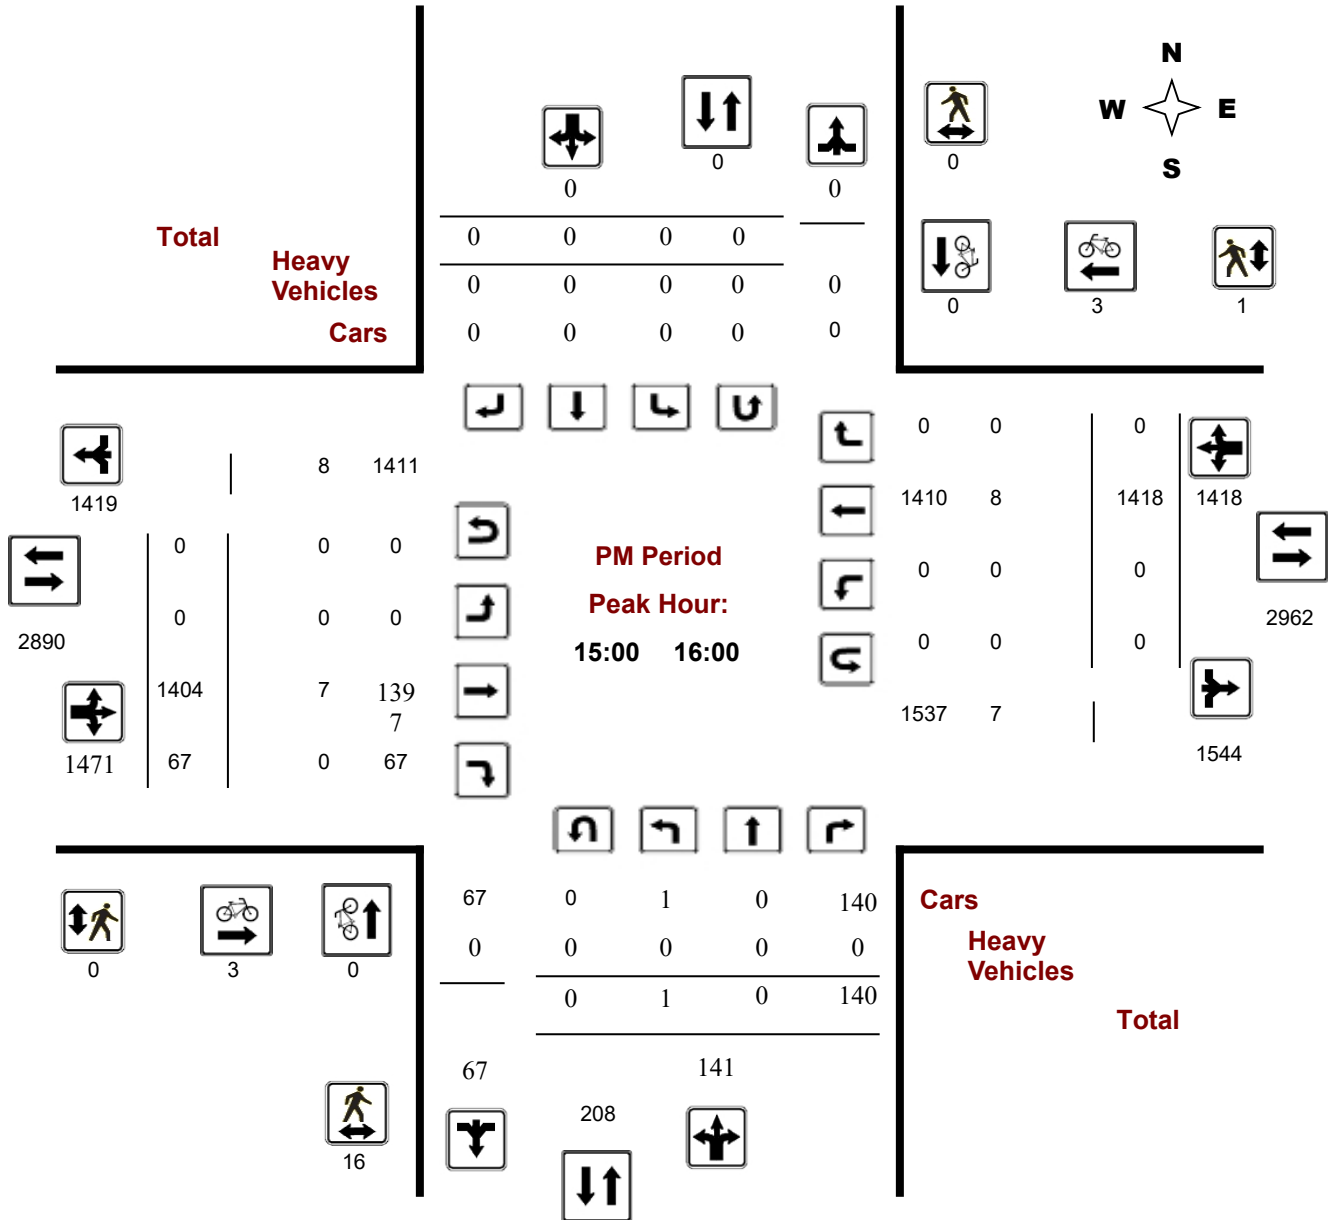 N
W E
S
0
0
0 0
0
Total
0 0 0 0
Heavy
Vehicles
0 0 0 0 0
0 3 1
Cars
0 0 0 0 0
0 0 0
8 1411
1419
1410 8 1418 1418
0 0 0
PM Period
0 0 0
Peak Hour:
0 0 0
2890
2962
15:00 16:00
0 0 0
1404 7 139
7
1537 7
1471 67 0 67
1544
67 0 1 0 140
Cars
0 0 0 0 0
Heavy
Vehicles
0 3 0
0 1 0 140
Total
67 141
208
16